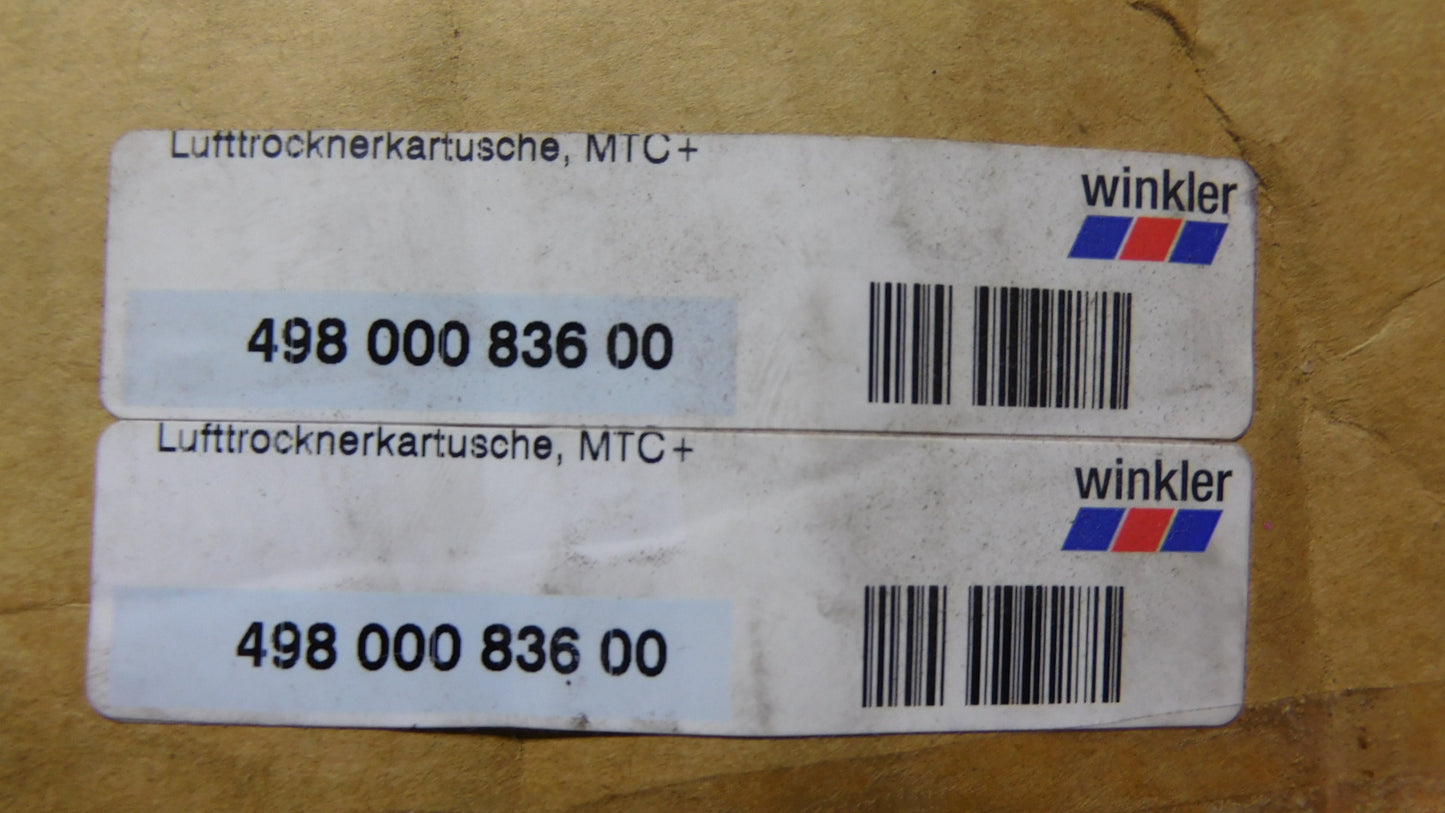 Lufttrocknerkartusche, MTC+
winkler
498 000 836 00
Lufttrocknerkartusche, MTC+
winkler
498 000 836 00